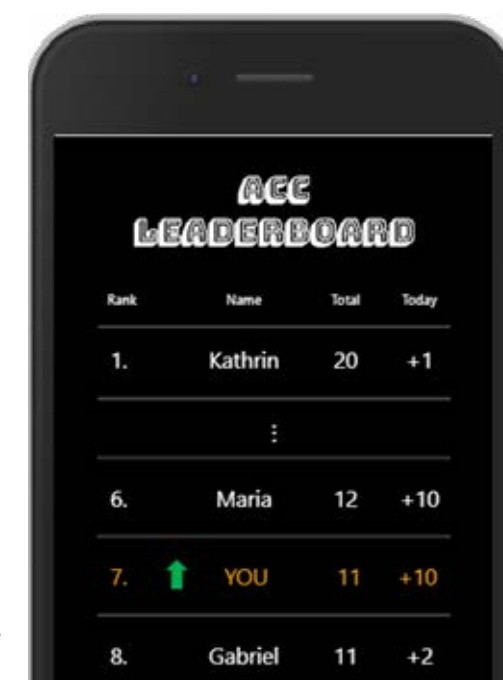 ACC
LEADERBOARD
Rank Name Total Today
1. Kathrin 20 +1
⋮
6. Maria 12 +10
7. YOU 11 +10
8. Gabriel 11 +2